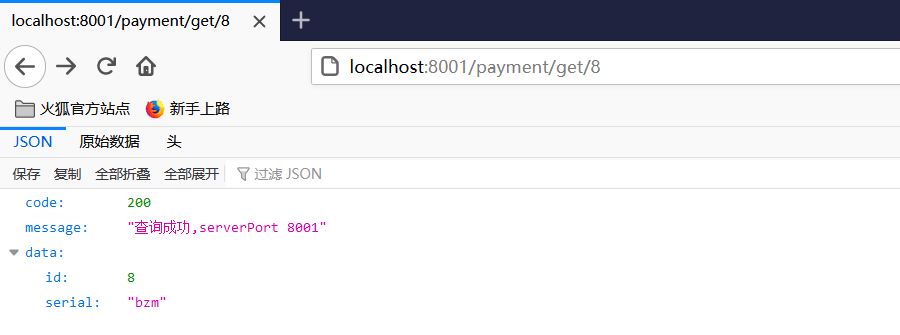 localhost:8001/payment/get/8
localhost:8001/payment/get/8
火狐官方站点 新手上路
JSON 原始数据 头
保存 复制 全部折叠 全部展开 过滤 JSON
code: 200
message: "查询成功,serverPort 8001"
data:
id: 8
serial: "bzm"